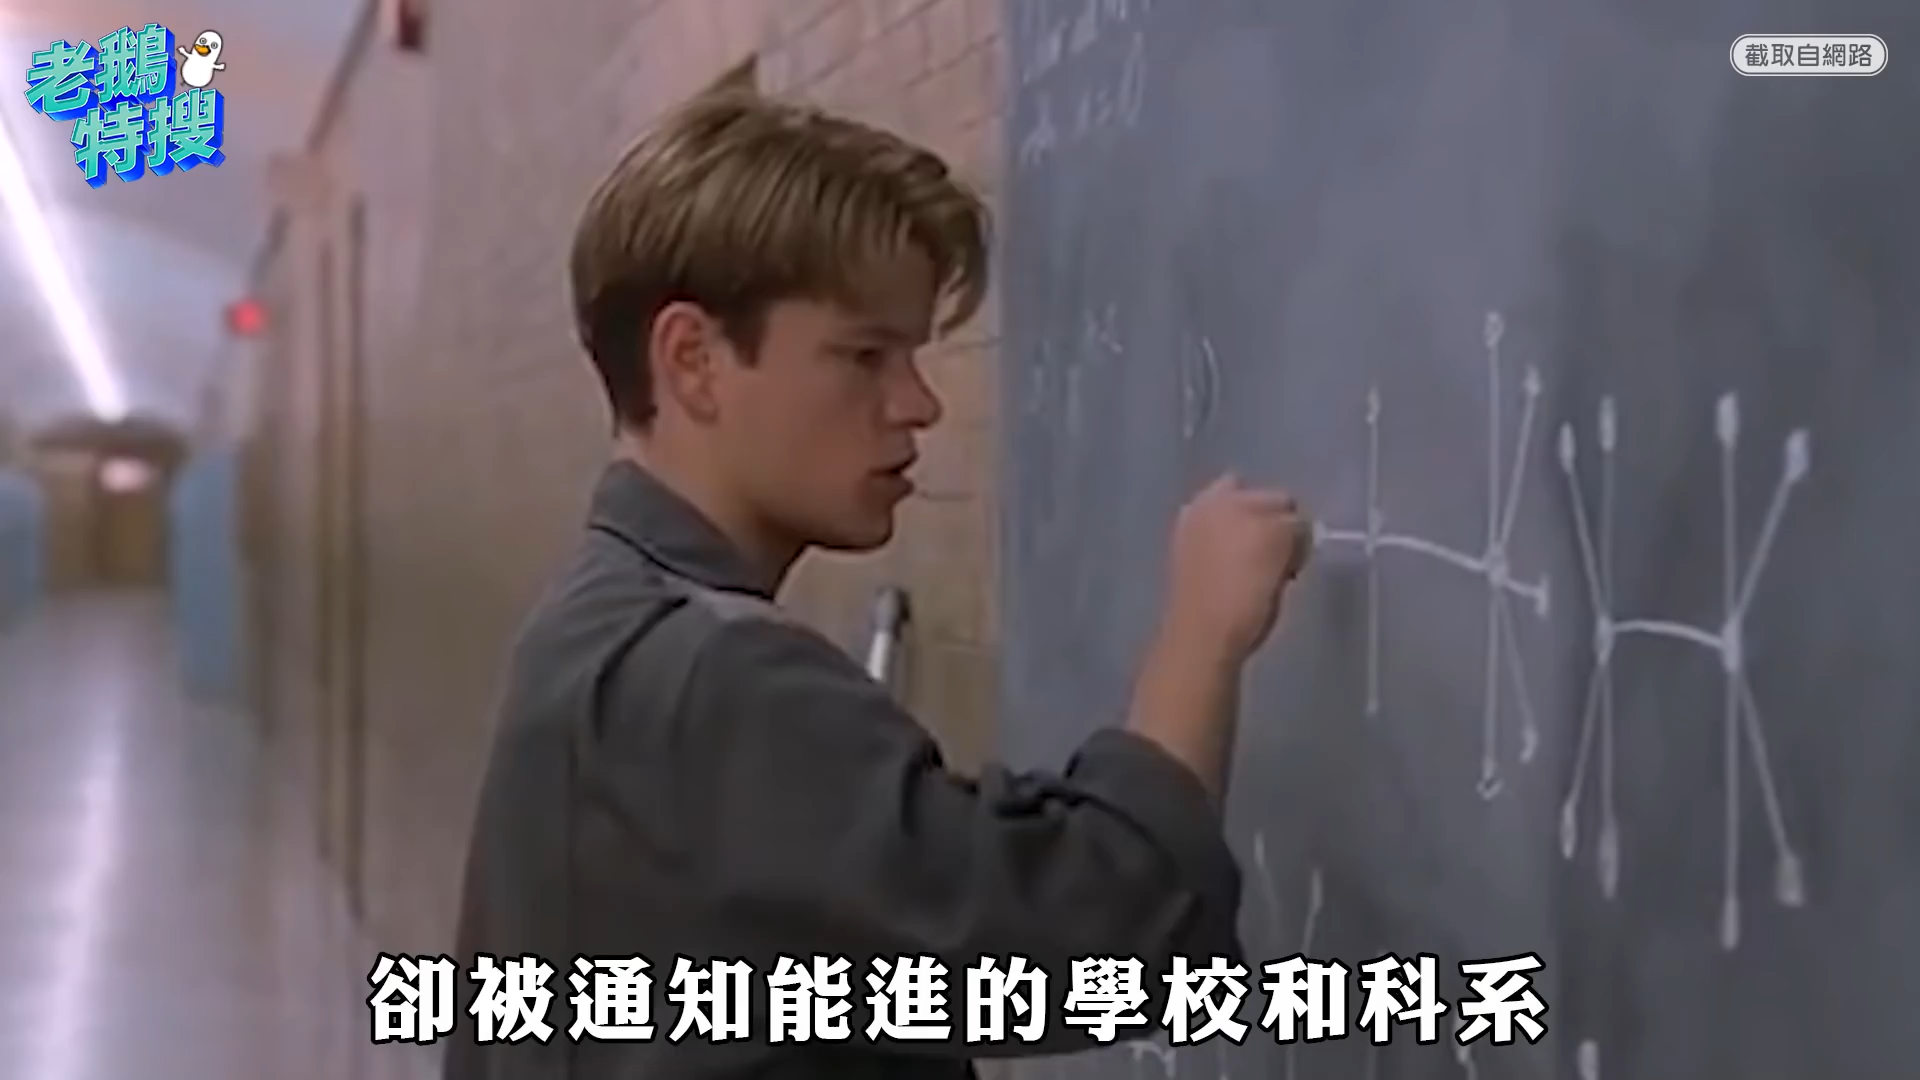 老鵝
特搜
截取自網路
卻被通知能進的學校和科系